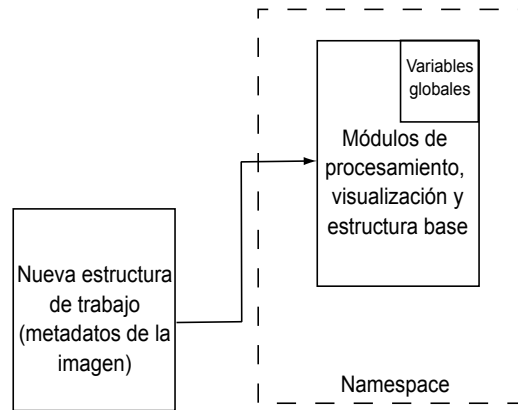 Variables
globales
Módulos de
procesamiento,
visualización y
estructura base
Nueva estructura
de trabajo
(metadatos de la
imagen)
Namespace